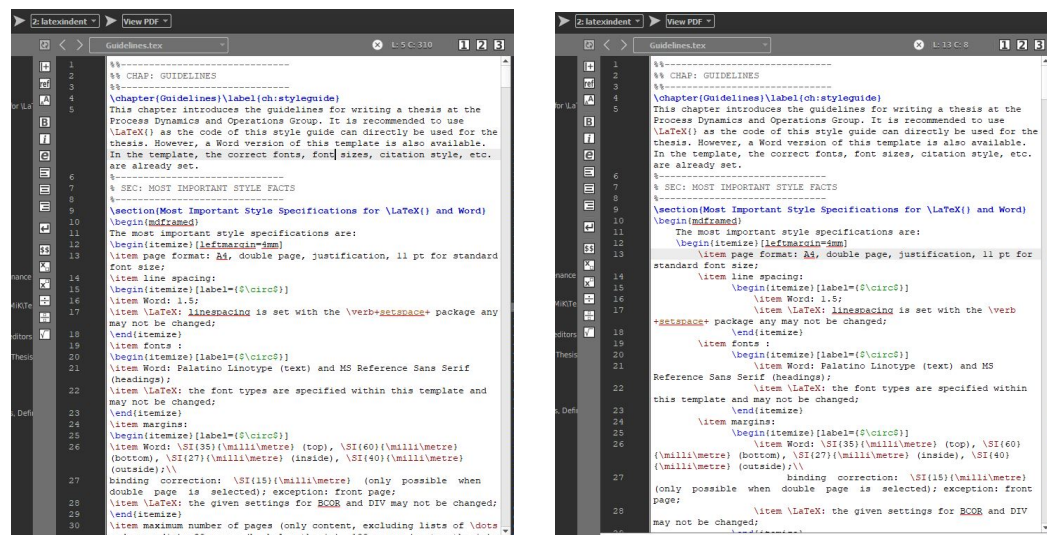 2: latexindent View PDF
Guidelines.tex L: 5 C: 310 1 2 3
1 %%------------------------------
2 %% CHAP: GUIDELINES
3 %%------------------------------
4 \chapter{Guidelines}\label{ch:styleguide}
5 This chapter introduces the guidelines for writing a thesis at the
Process Dynamics and Operations Group. It is recommended to use
\LaTeX{} as the code of this style guide can directly be used for the
thesis. However, a Word version of this template is also available.
In the template, the correct fonts, font sizes, citation style, etc.
are already set.
6 %------------------------------
7 % SEC: MOST IMPORTANT STYLE FACTS
8 %------------------------------
9 \section{Most Important Style Specifications for \LaTeX{} and Word}
10 \begin{mdframed}
11 The most important style specifications are:
12 \begin{itemize}[leftmargin=4mm]
13 \item page format: A4, double page, justification, 11 pt for standard
font size;
14 \item line spacing:
15 \begin{itemize}[label={$\circ$}]
16 \item Word: 1.5;
17 \item \LaTeX: linespacing is set with the \verb+setspace+ package any
may not be changed;
18 \end{itemize}
19 \item fonts :
20 \begin{itemize}[label={$\circ$}]
21 \item Word: Palatino Linotype (text) and MS Reference Sans Serif
(headings);
22 \item \LaTeX: the font types are specified within this template and
may not be changed;
23 \end{itemize}
24 \item margins:
25 \begin{itemize}[label={$\circ$}]
26 \item Word: \SI{35}{\milli\metre} (top), \SI{60}{\milli\metre}
(bottom), \SI{27}{\milli\metre} (inside), \SI{40}{\milli\metre}
(outside);\\
27 binding correction: \SI{15}{\milli\metre} (only possible when
double page is selected); exception: front page;
28 \item \LaTeX: the given settings for BCOR and DIV may not be changed;
29 \end{itemize}
30 \item maximum number of pages (only content, excluding lists of \dots
2: latexindent View PDF
Guidelines.tex L: 13 C: 8 1 2 3
1 %%------------------------------
2 %% CHAP: GUIDELINES
3 %%------------------------------
4 \chapter{Guidelines}\label{ch:styleguide}
5 This chapter introduces the guidelines for writing a thesis at the
Process Dynamics and Operations Group. It is recommended to use
\LaTeX{} as the code of this style guide can directly be used for the
thesis. However, a Word version of this template is also available.
In the template, the correct fonts, font sizes, citation style, etc.
are already set.
6 %------------------------------
7 % SEC: MOST IMPORTANT STYLE FACTS
8 %------------------------------
9 \section{Most Important Style Specifications for \LaTeX{} and Word}
10 \begin{mdframed}
11 The most important style specifications are:
12 \begin{itemize}[leftmargin=4mm]
13 \item page format: A4, double page, justification, 11 pt for
standard font size;
14 \item line spacing:
15 \begin{itemize}[label={$\circ$}]
16 \item Word: 1.5;
17 \item \LaTeX: linespacing is set with the \verb
+setspace+ package any may not be changed;
18 \end{itemize}
19 \item fonts :
20 \begin{itemize}[label={$\circ$}]
21 \item Word: Palatino Linotype (text) and MS
Reference Sans Serif (headings);
22 \item \LaTeX: the font types are specified within
this template and may not be changed;
23 \end{itemize}
24 \item margins:
25 \begin{itemize}[label={$\circ$}]
26 \item Word: \SI{35}{\milli\metre} (top), \SI{60}
{\milli\metre} (bottom), \SI{27}{\milli\metre} (inside), \SI{40}
{\milli\metre} (outside);\\
27 binding correction: \SI{15}{\milli\metre}
(only possible when double page is selected); exception: front
page;
28 \item \LaTeX: the given settings for BCOR and DIV
may not be changed;